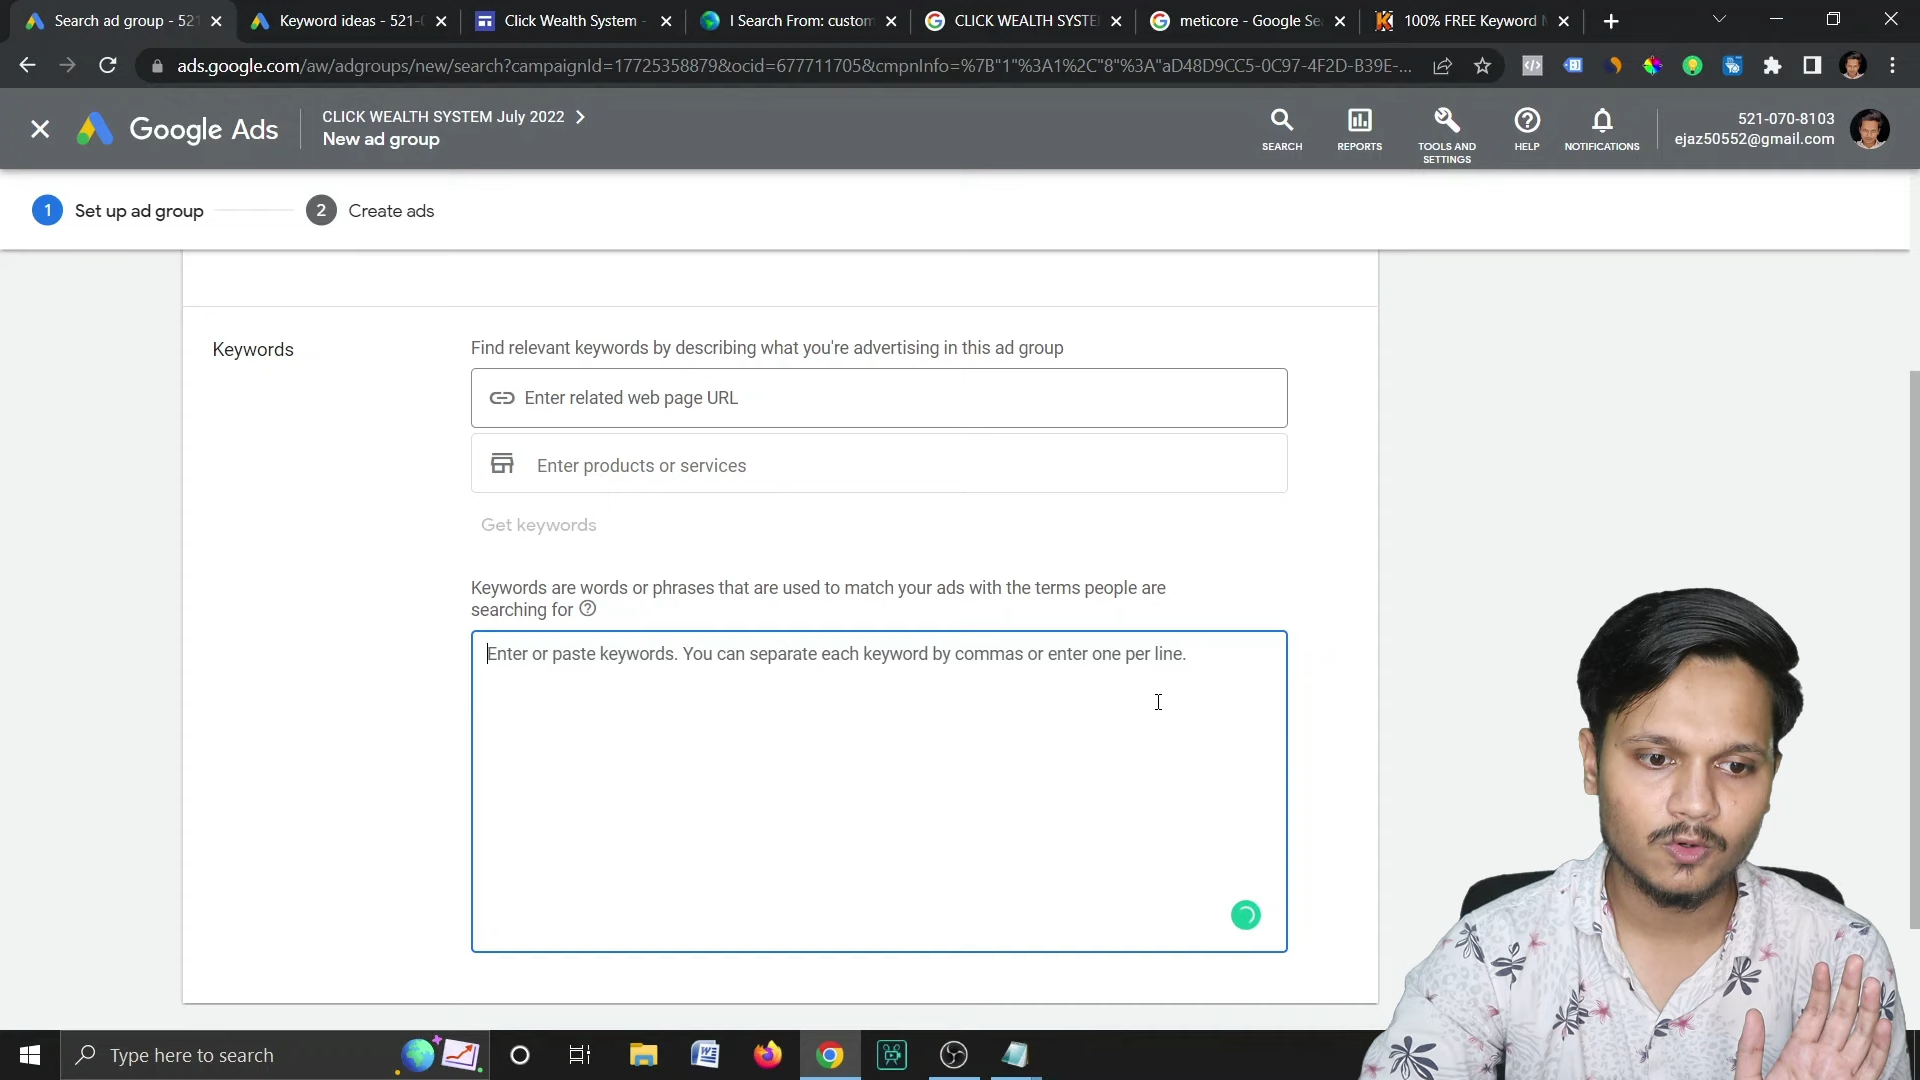 Search ad group - 521
Keyword ideas - 521-
Click Wealth System -
I Search From: custom
CLICK WEALTH SYSTE
meticore - Google Se
100% FREE Keyword
ads.google.com/aw/adgroups/new/search?campaignId=17725358879&ocid=677711705&cmpnInfo=%7B"1"%3A1%2C"8"%3A"aD48D9CC5-0C97-4F2D-B39E-...
Google Ads
CLICK WEALTH SYSTEM July 2022
New ad group
SEARCH
REPORTS
TOOLS AND
SETTINGS
HELP
NOTIFICATIONS
521-070-8103
ejaz50552@gmail.com
1 Set up ad group
2 Create ads
Keywords
Find relevant keywords by describing what you're advertising in this ad group
Enter related web page URL
Enter products or services
Get keywords
Keywords are words or phrases that are used to match your ads with the terms people are
searching for
Enter or paste keywords. You can separate each keyword by commas or enter one per line.
Type here to search